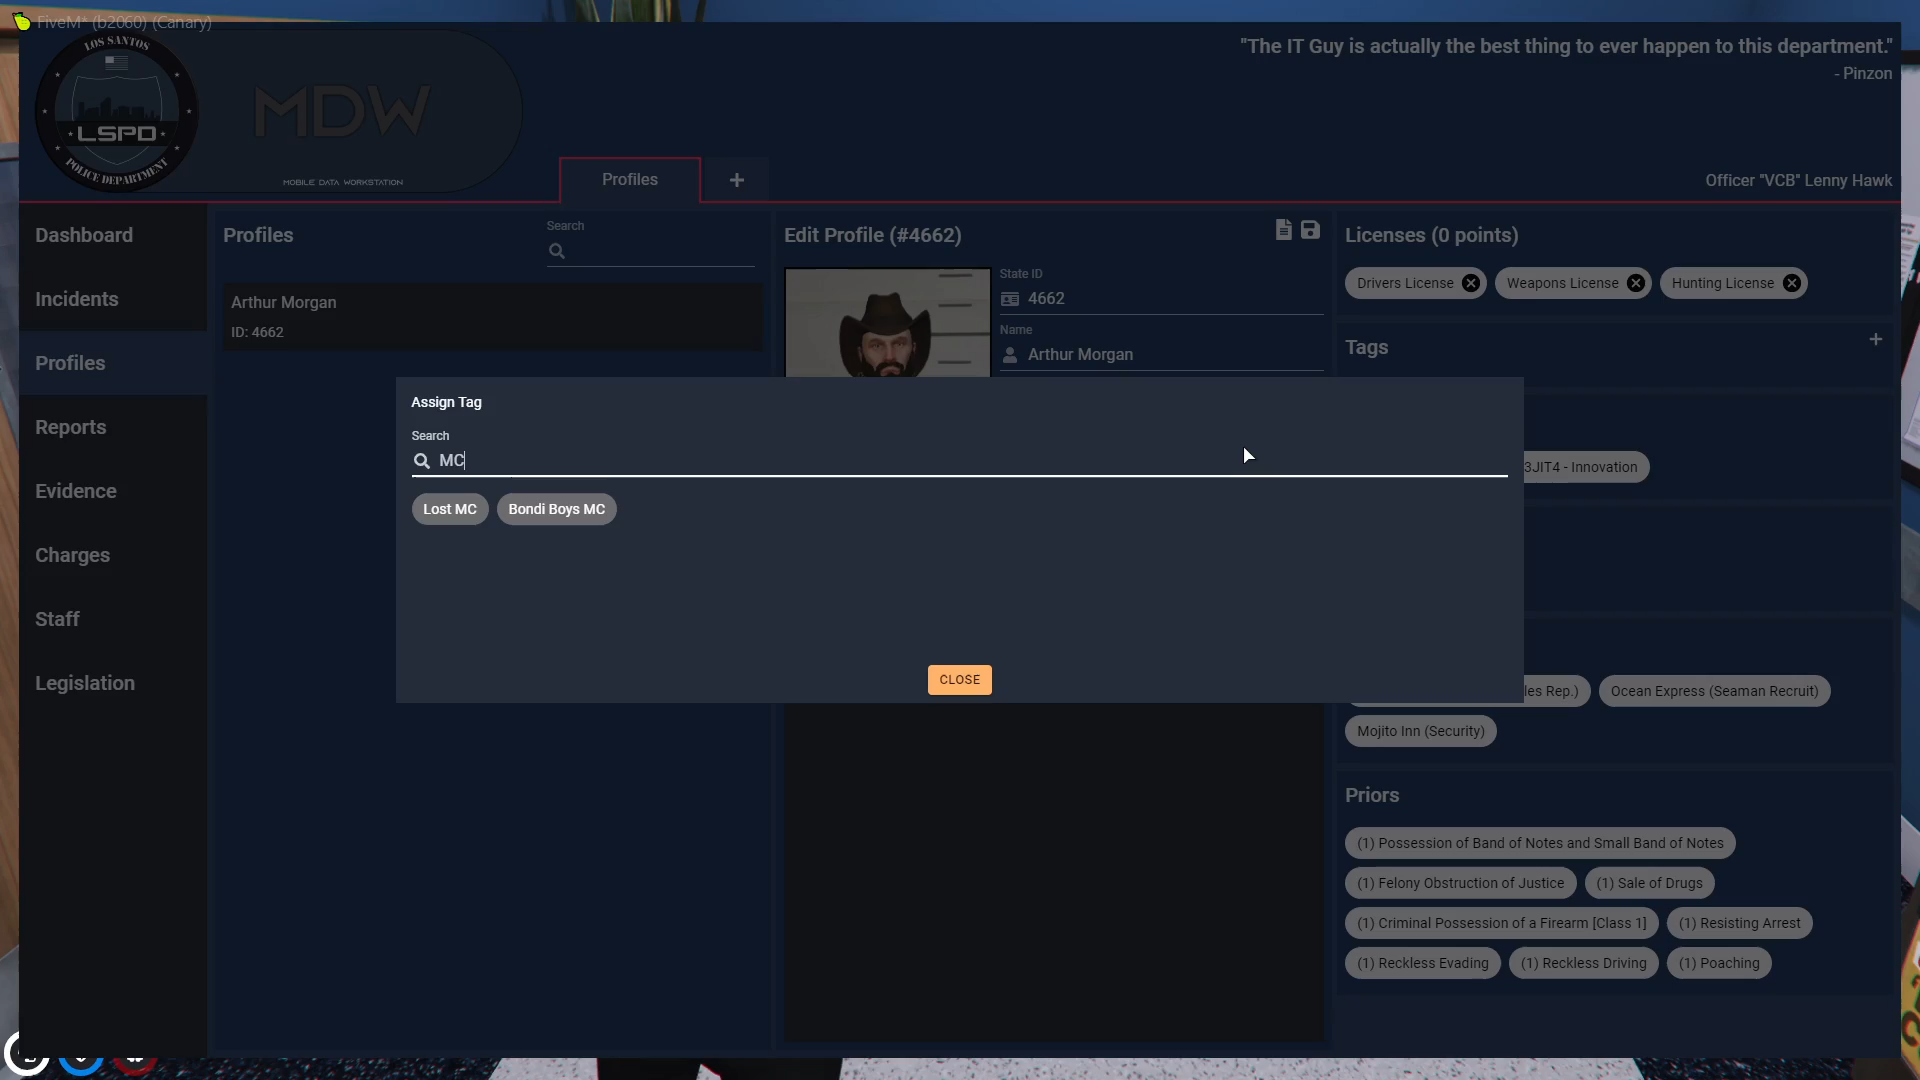 FiveM* (b2060) (Canary)
LOS SANTOS
LSPD
POLICE DEPARTMENT
MDW
MOBILE DATA WORKSTATION
"The IT Guy is actually the best thing to ever happen to this department."
- Pinzon
Profiles
+
Officer "VCB" Lenny Hawk
Dashboard
Incidents
Profiles
Reports
Evidence
Charges
Staff
Legislation
Profiles
Search
Arthur Morgan
ID: 4662
Edit Profile (#4662)
State ID
4662
Name
Arthur Morgan
Assign Tag
Search
MC
Lost MC
Bondi Boys MC
CLOSE
Licenses (0 points)
Drivers License
Weapons License
Hunting License
Tags
+
3JIT4 - Innovation
les Rep.)
Ocean Express (Seaman Recruit)
Mojito Inn (Security)
Priors
(1) Possession of Band of Notes and Small Band of Notes
(1) Felony Obstruction of Justice
(1) Sale of Drugs
(1) Criminal Possession of a Firearm [Class 1]
(1) Resisting Arrest
(1) Reckless Evading
(1) Reckless Driving
(1) Poaching